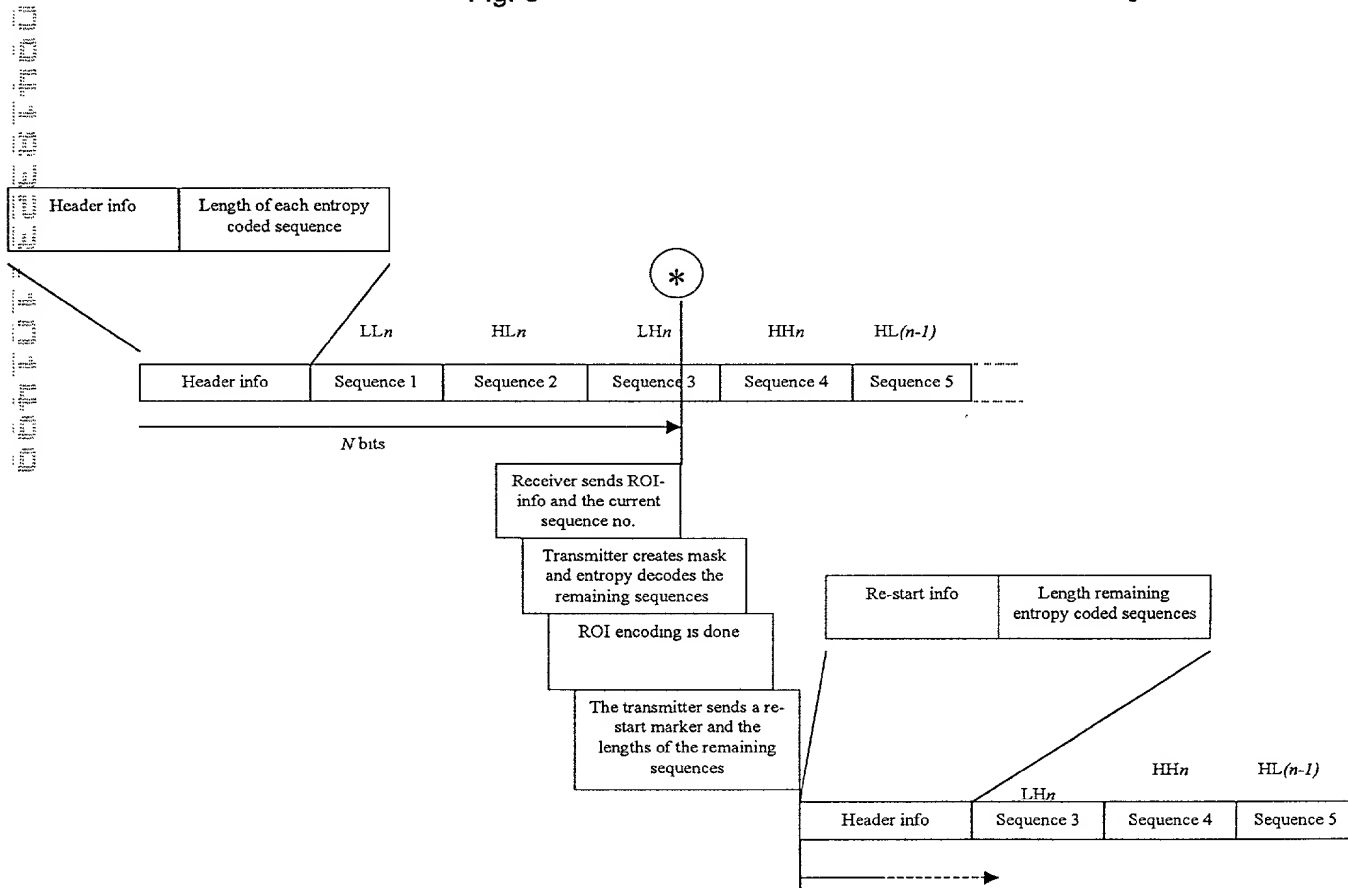 Header info
Length of each entropy
coded sequence
*
LLn
HLn
LHn
HHn
HL(n-1)
Header info
Sequence 1
Sequence 2
Sequence 3
Sequence 4
Sequence 5
N bits
Receiver sends ROI-
info and the current
sequence no.
Transmitter creates mask
and entropy decodes the
remaining sequences
ROI encoding is done
The transmitter sends a re-
start marker and the
lengths of the remaining
sequences
Re-start info
Length remaining
entropy coded sequences
LHn
HHn
HL(n-1)
Header info
Sequence 3
Sequence 4
Sequence 5